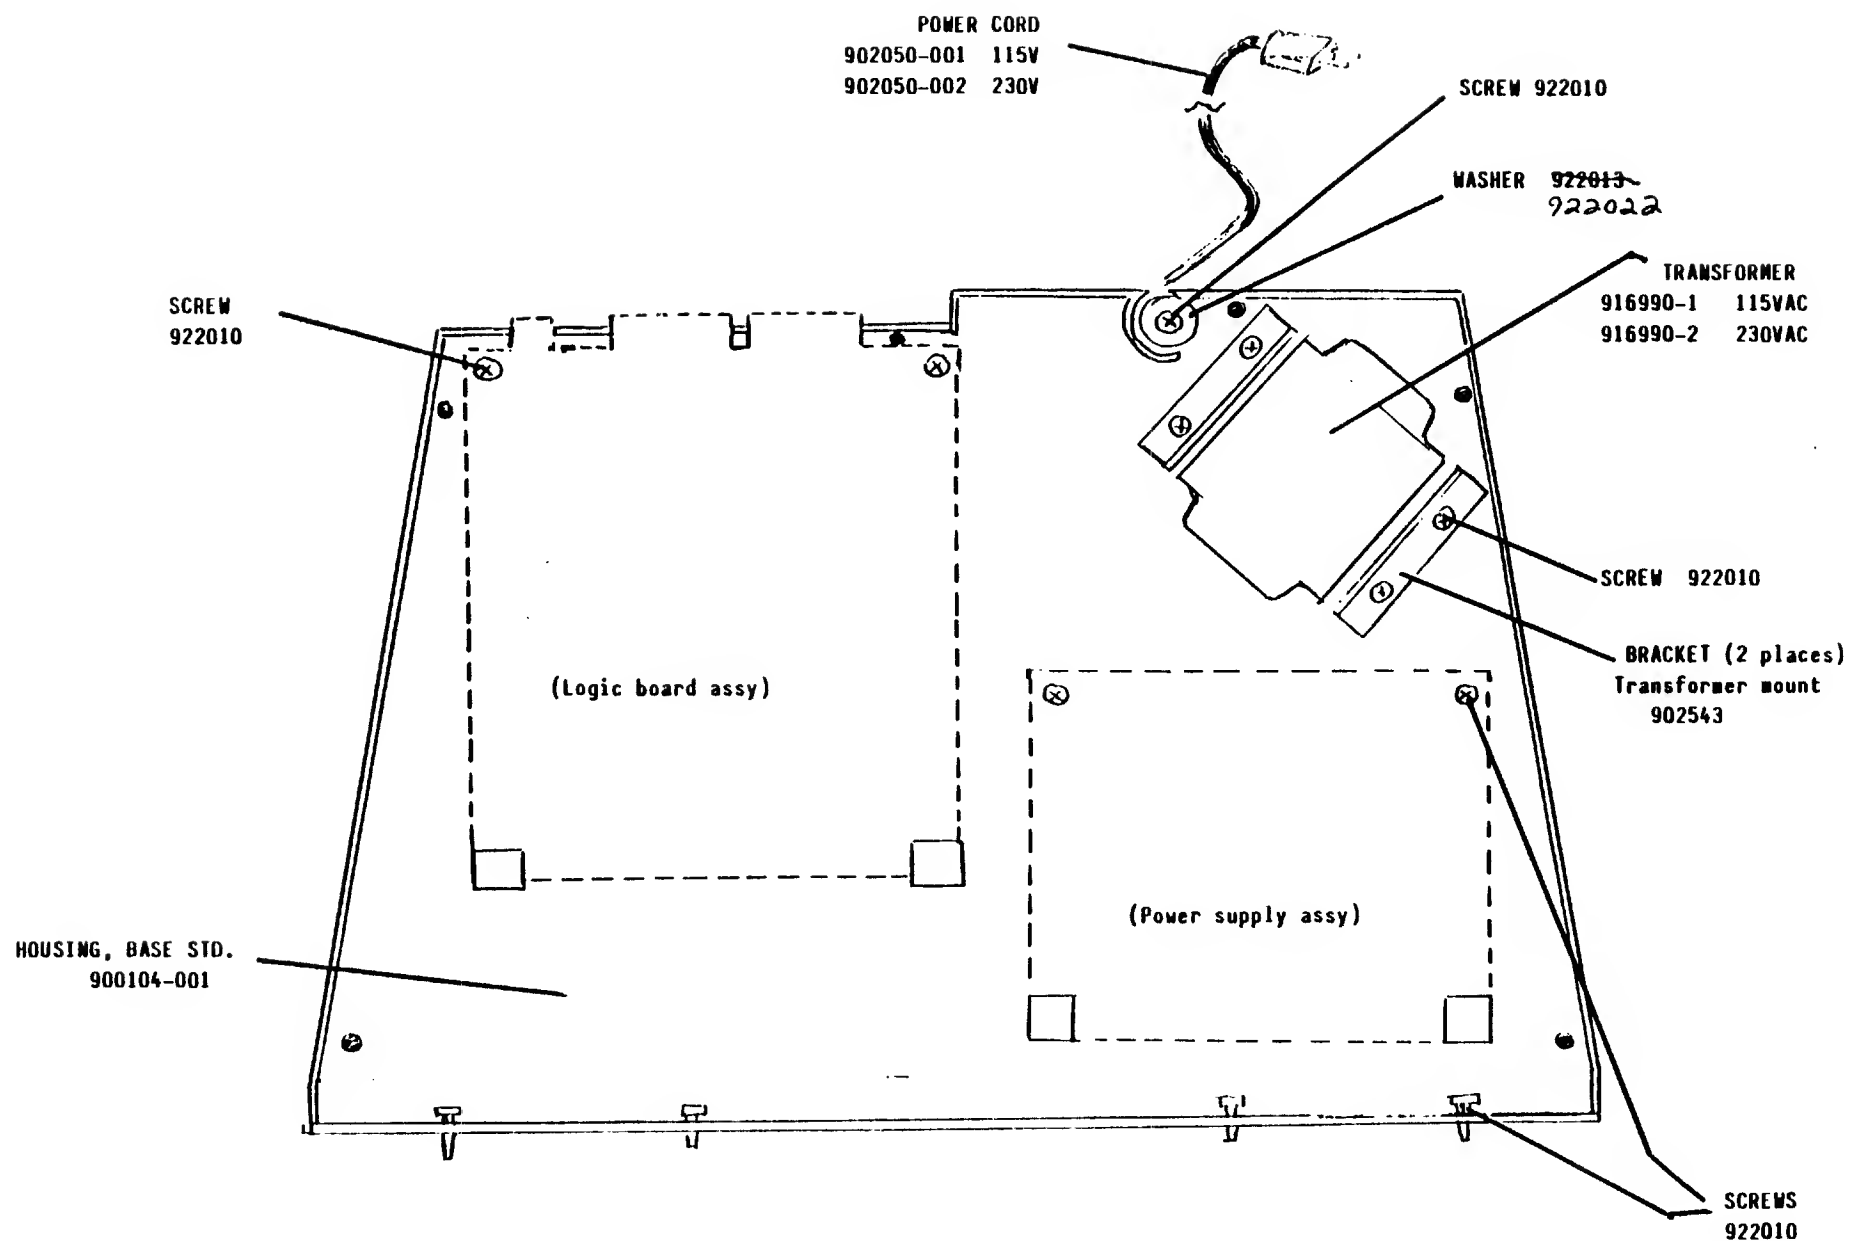 POWER CORD
902050-001 115V
902050-002 230V
SCREW 922010
WASHER 922013
922022
TRANSFORMER
916990-1 115VAC
916990-2 230VAC
SCREW
922010
SCREW 922010
BRACKET (2 places)
Transformer mount
902543
(Logic board assy)
(Power supply assy)
HOUSING, BASE STD.
900104-001
SCREWS
922010